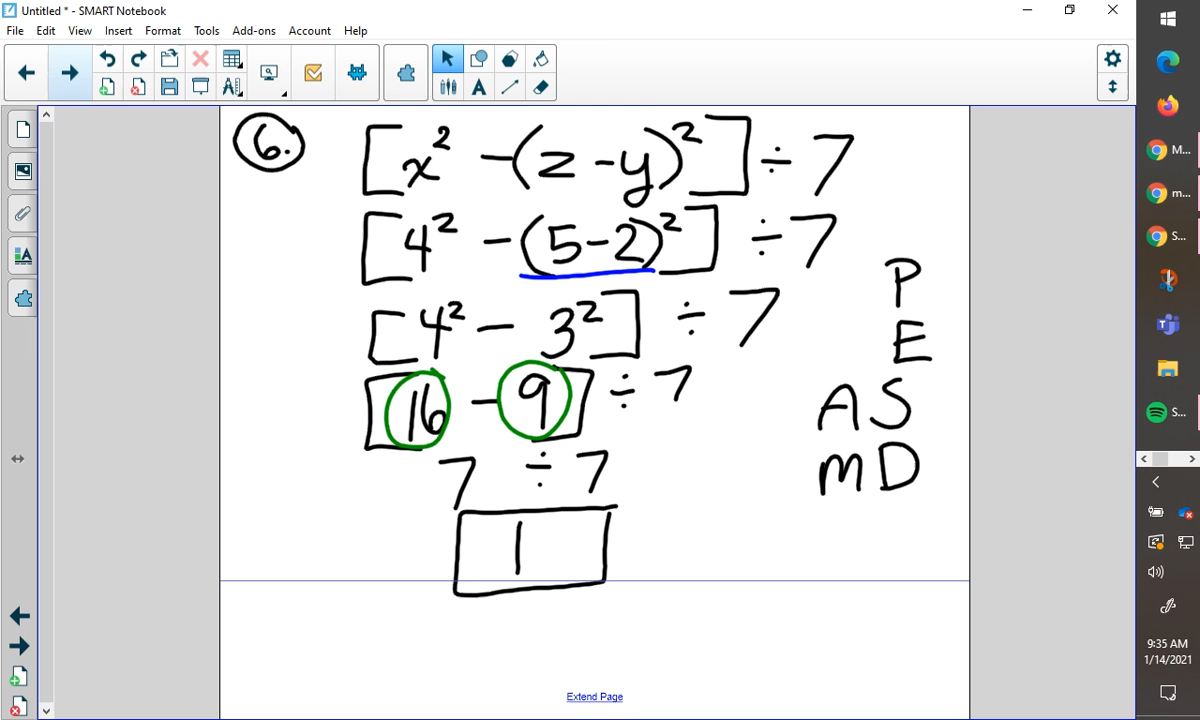 Untitled * - SMART Notebook
File Edit View Insert Format Tools Add-ons Account Help
6.
[x² - (z - y)²] ÷ 7
[4² - (5 - 2)²] ÷ 7
[4² - 3²] ÷ 7
[16 - 9] ÷ 7
7 ÷ 7
1
P
E
A S
M D
Extend Page
M...
m...
S...
S...
9:35 AM
1/14/2021